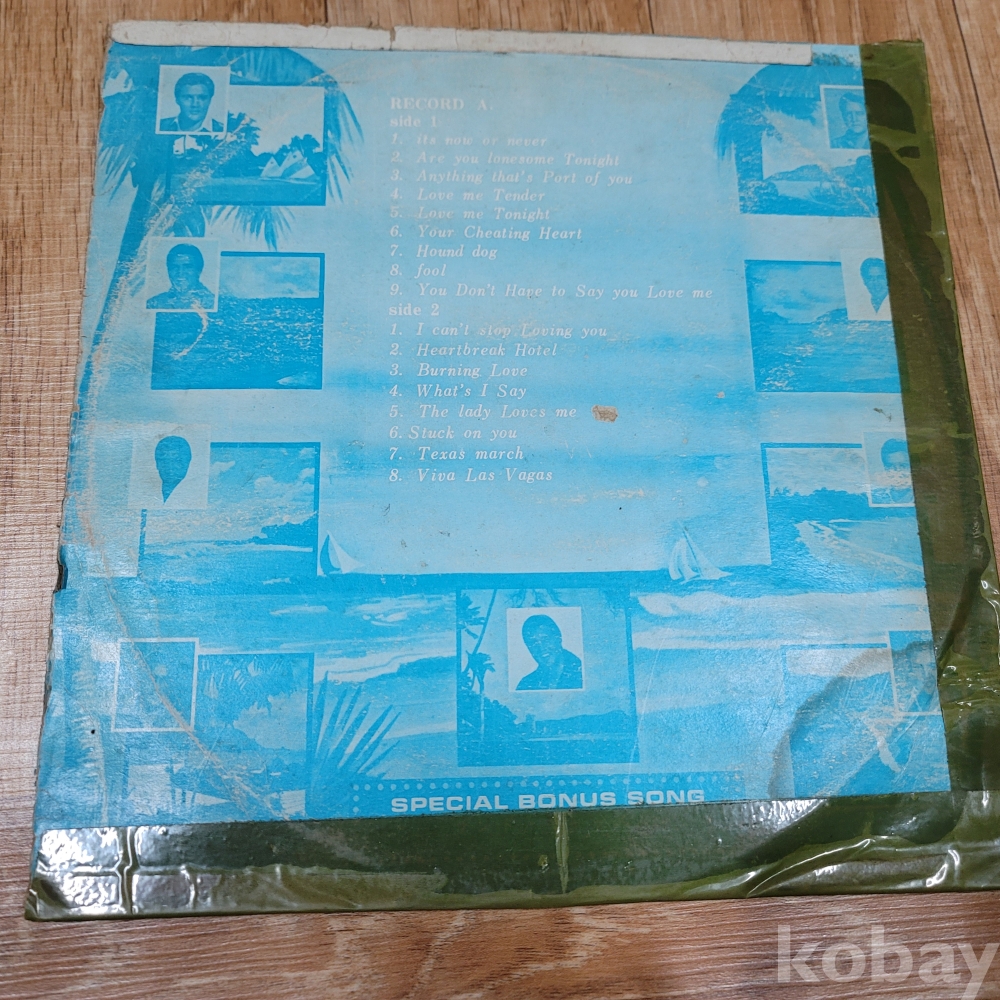 RECORD A.
side 1
1. its now or never
2. Are you lonesome Tonight
3. Anything that's Port of you
4. Love me Tender
5. Love me Tonight
6. Your Cheating Heart
7. Hound dog
8. fool
9. You Don't Have to Say you Love me
side 2
1. I can't stop Loving you
2. Heartbreak Hotel
3. Burning Love
4. What's I Say
5. The lady Loves me
6. Stuck on you
7. Texas march
8. Viva Las Vagas
SPECIAL BONUS SONG
kobay